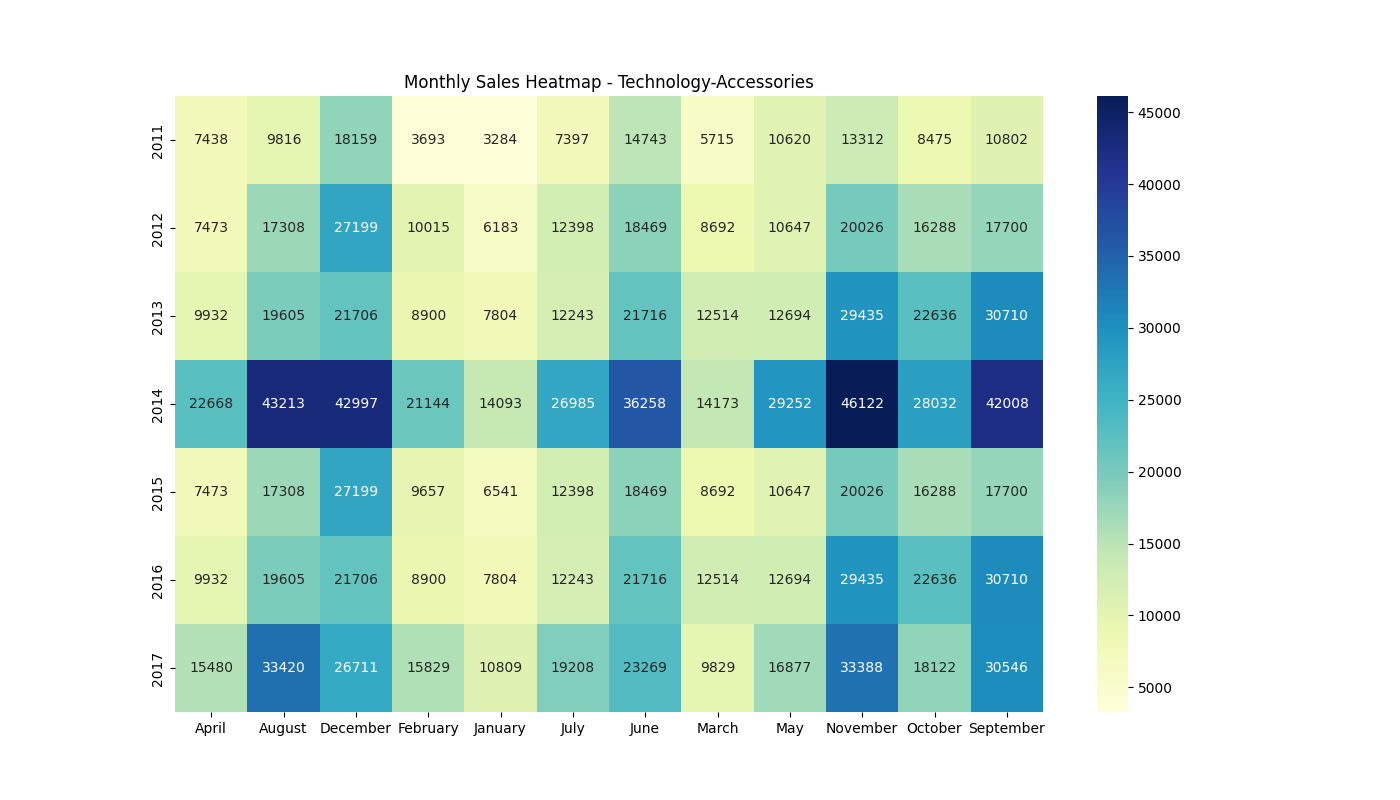 Monthly Sales Heatmap - Technology-Accessories
2011 7438 9816 18159 3693 3284 7397 14743 5715 10620 13312 8475 10802
2012 7473 17308 27199 10015 6183 12398 18469 8692 10647 20026 16288 17700
2013 9932 19605 21706 8900 7804 12243 21716 12514 12694 29435 22636 30710
2014 22668 43213 42997 21144 14093 26985 36258 14173 29252 46122 28032 42008
2015 7473 17308 27199 9657 6541 12398 18469 8692 10647 20026 16288 17700
2016 9932 19605 21706 8900 7804 12243 21716 12514 12694 29435 22636 30710
2017 15480 33420 26711 15829 10809 19208 23269 9829 16877 33388 18122 30546
April August December February January July June March May November October September
45000
40000
35000
30000
25000
20000
15000
10000
5000